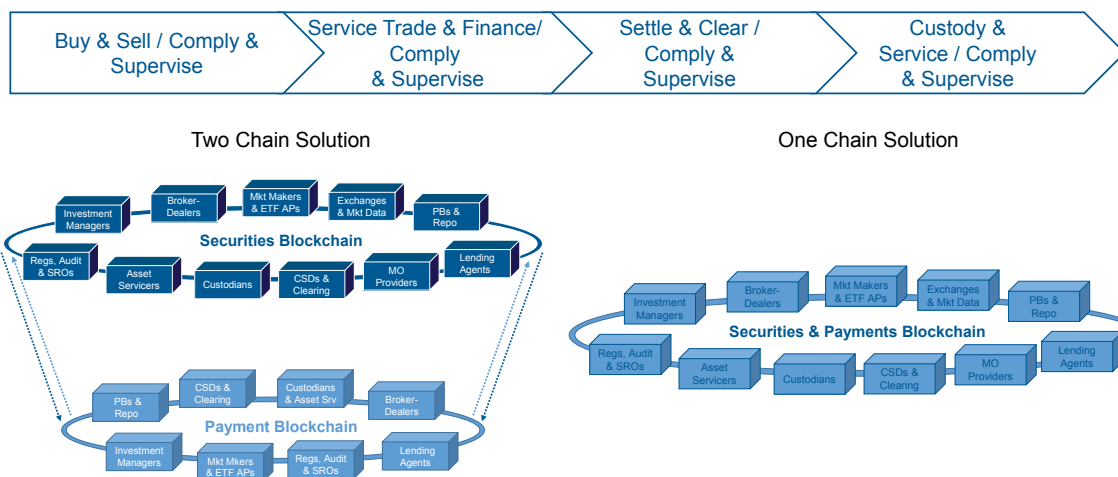 Buy & Sell / Comply &
Supervise
Service Trade & Finance/
Comply
& Supervise
Settle & Clear /
Comply &
Supervise
Custody &
Service / Comply
& Supervise
Two Chain Solution
One Chain Solution
Investment
Managers
Broker-
Dealers
Mkt Makers
& ETF APs
Exchanges
& Mkt Data
PBs &
Repo
Securities Blockchain
Regs, Audit
& SROs
Asset
Servicers
Custodians
CSDs &
Clearing
MO
Providers
Lending
Agents
PBs &
Repo
CSDs &
Clearing
Custodians
& Asset Srv
Broker-
Dealers
Payment Blockchain
Investment
Managers
Mkt Mkers
& ETF APs
Regs, Audit
& SROs
Lending
Agents
Investment
Managers
Broker-
Dealers
Mkt Makers
& ETF APs
Exchanges
& Mkt Data
PBs &
Repo
Securities & Payments Blockchain
Regs, Audit
& SROs
Asset
Servicers
Custodians
CSDs &
Clearing
MO
Providers
Lending
Agents